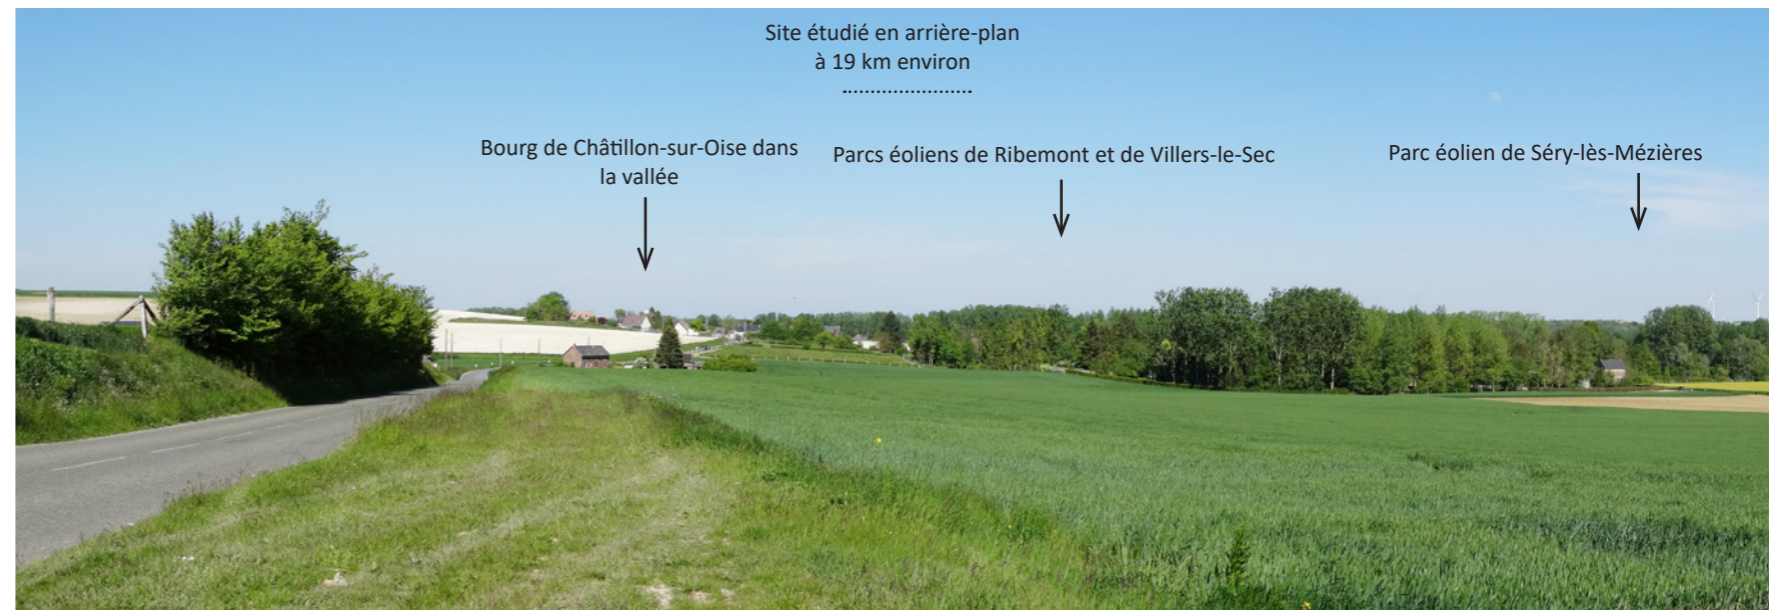 Site étudié en arrière-plan
à 19 km environ
Bourg de Châtillon-sur-Oise dans
la vallée
Parcs éoliens de Ribemont et de Villers-le-Sec
Parc éolien de Séry-lès-Mézières